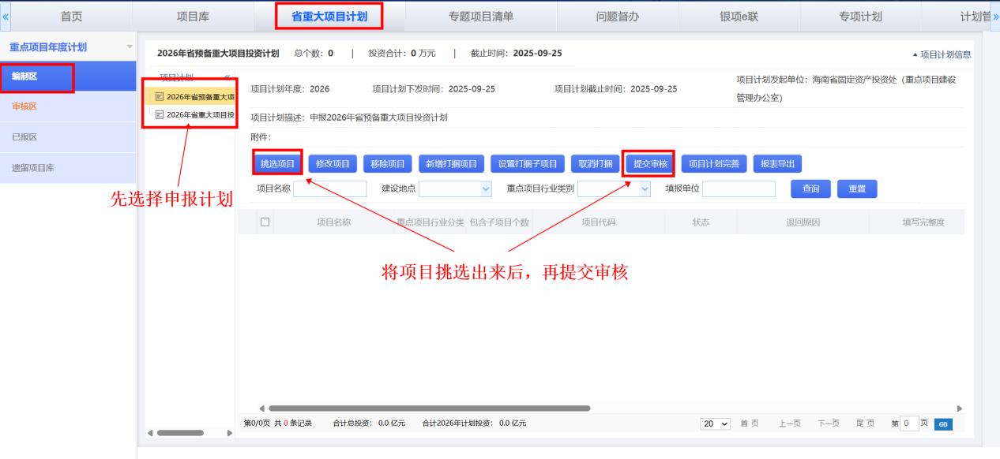 « 首页 项目库 省重大项目计划 专题项目清单 问题督办 银项e联 专项计划 计划管 »
重点项目年度计划
编制区
审核区
已报区
遗留项目库
2026年省预备重大项目投资计划 总个数：0 | 投资合计：0 万元 | 截止时间：2025-09-25
项目计划信息
项目计划 «
2026年省预备重大项
2026年省重大项目投
先选择申报计划
项目计划年度：2026 项目计划下发时间：2025-09-25 项目计划截止时间：2025-09-25 项目计划发起单位：海南省固定资产投资处（重点项目建设
管理办公室）
项目计划描述：申报2026年省预备重大项目投资计划
附件：
挑选项目 修改项目 移除项目 新增打捆项目 设置打捆子项目 取消打捆 提交审核 项目计划完善 报表导出
项目名称 建设地点 重点项目行业类别 填报单位 查询 重置
项目名称 重点项目行业分类 包含子项目个数 项目代码 状态 退回原因 填写完整度
将项目挑选出来后，再提交审核
第0/0页 共 0 条记录 合计总投资： 0.0 亿元 合计2026年计划投资： 0.0 亿元 20 首 页 上一页 下一页 尾 页 第 0 页 GO